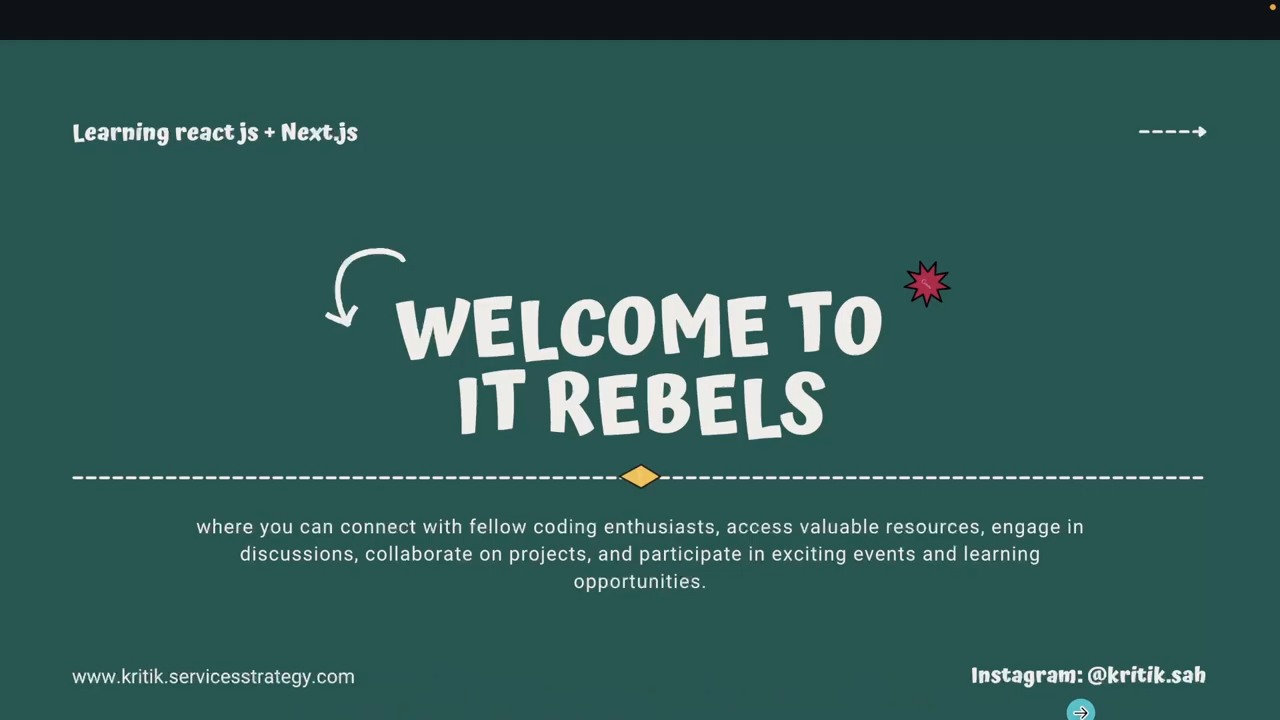 Learning react js + Next.js
WELCOME TO
IT REBELS
where you can connect with fellow coding enthusiasts, access valuable resources, engage in
discussions, collaborate on projects, and participate in exciting events and learning
opportunities.
www.kritik.servicesstrategy.com
Instagram: @kritik.sah